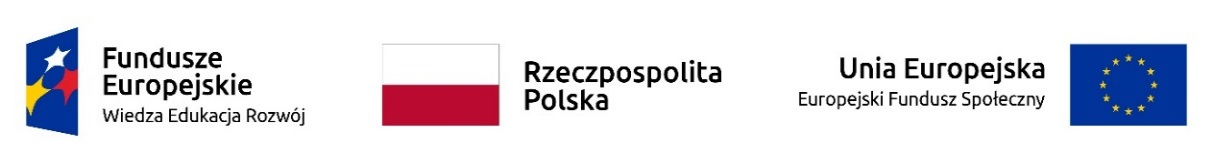 Fundusze
Europejskie
Wiedza Edukacja Rozwój
Rzeczpospolita
Polska
Unia Europejska
Europejski Fundusz Społeczny